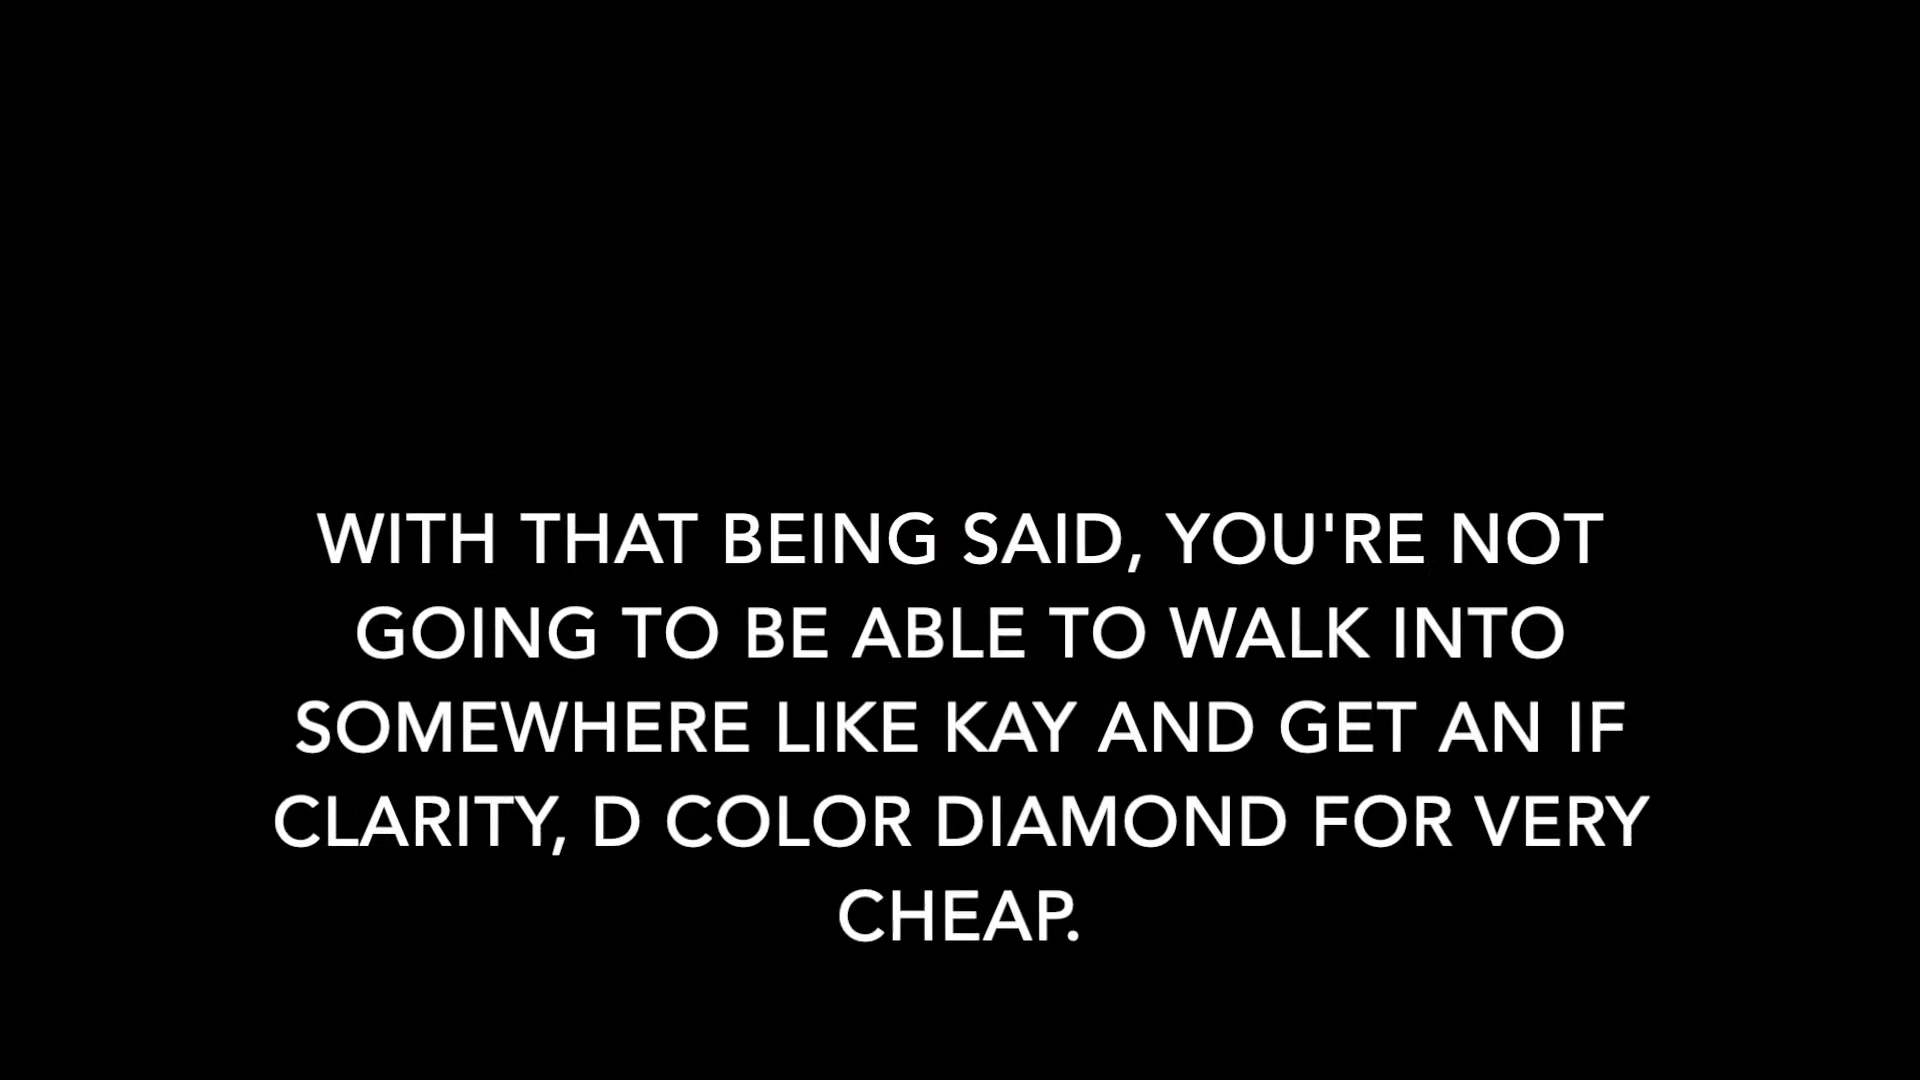 WITH THAT BEING SAID, YOU'RE NOT
GOING TO BE ABLE TO WALK INTO
SOMEWHERE LIKE KAY AND GET AN IF
CLARITY, D COLOR DIAMOND FOR VERY
CHEAP.